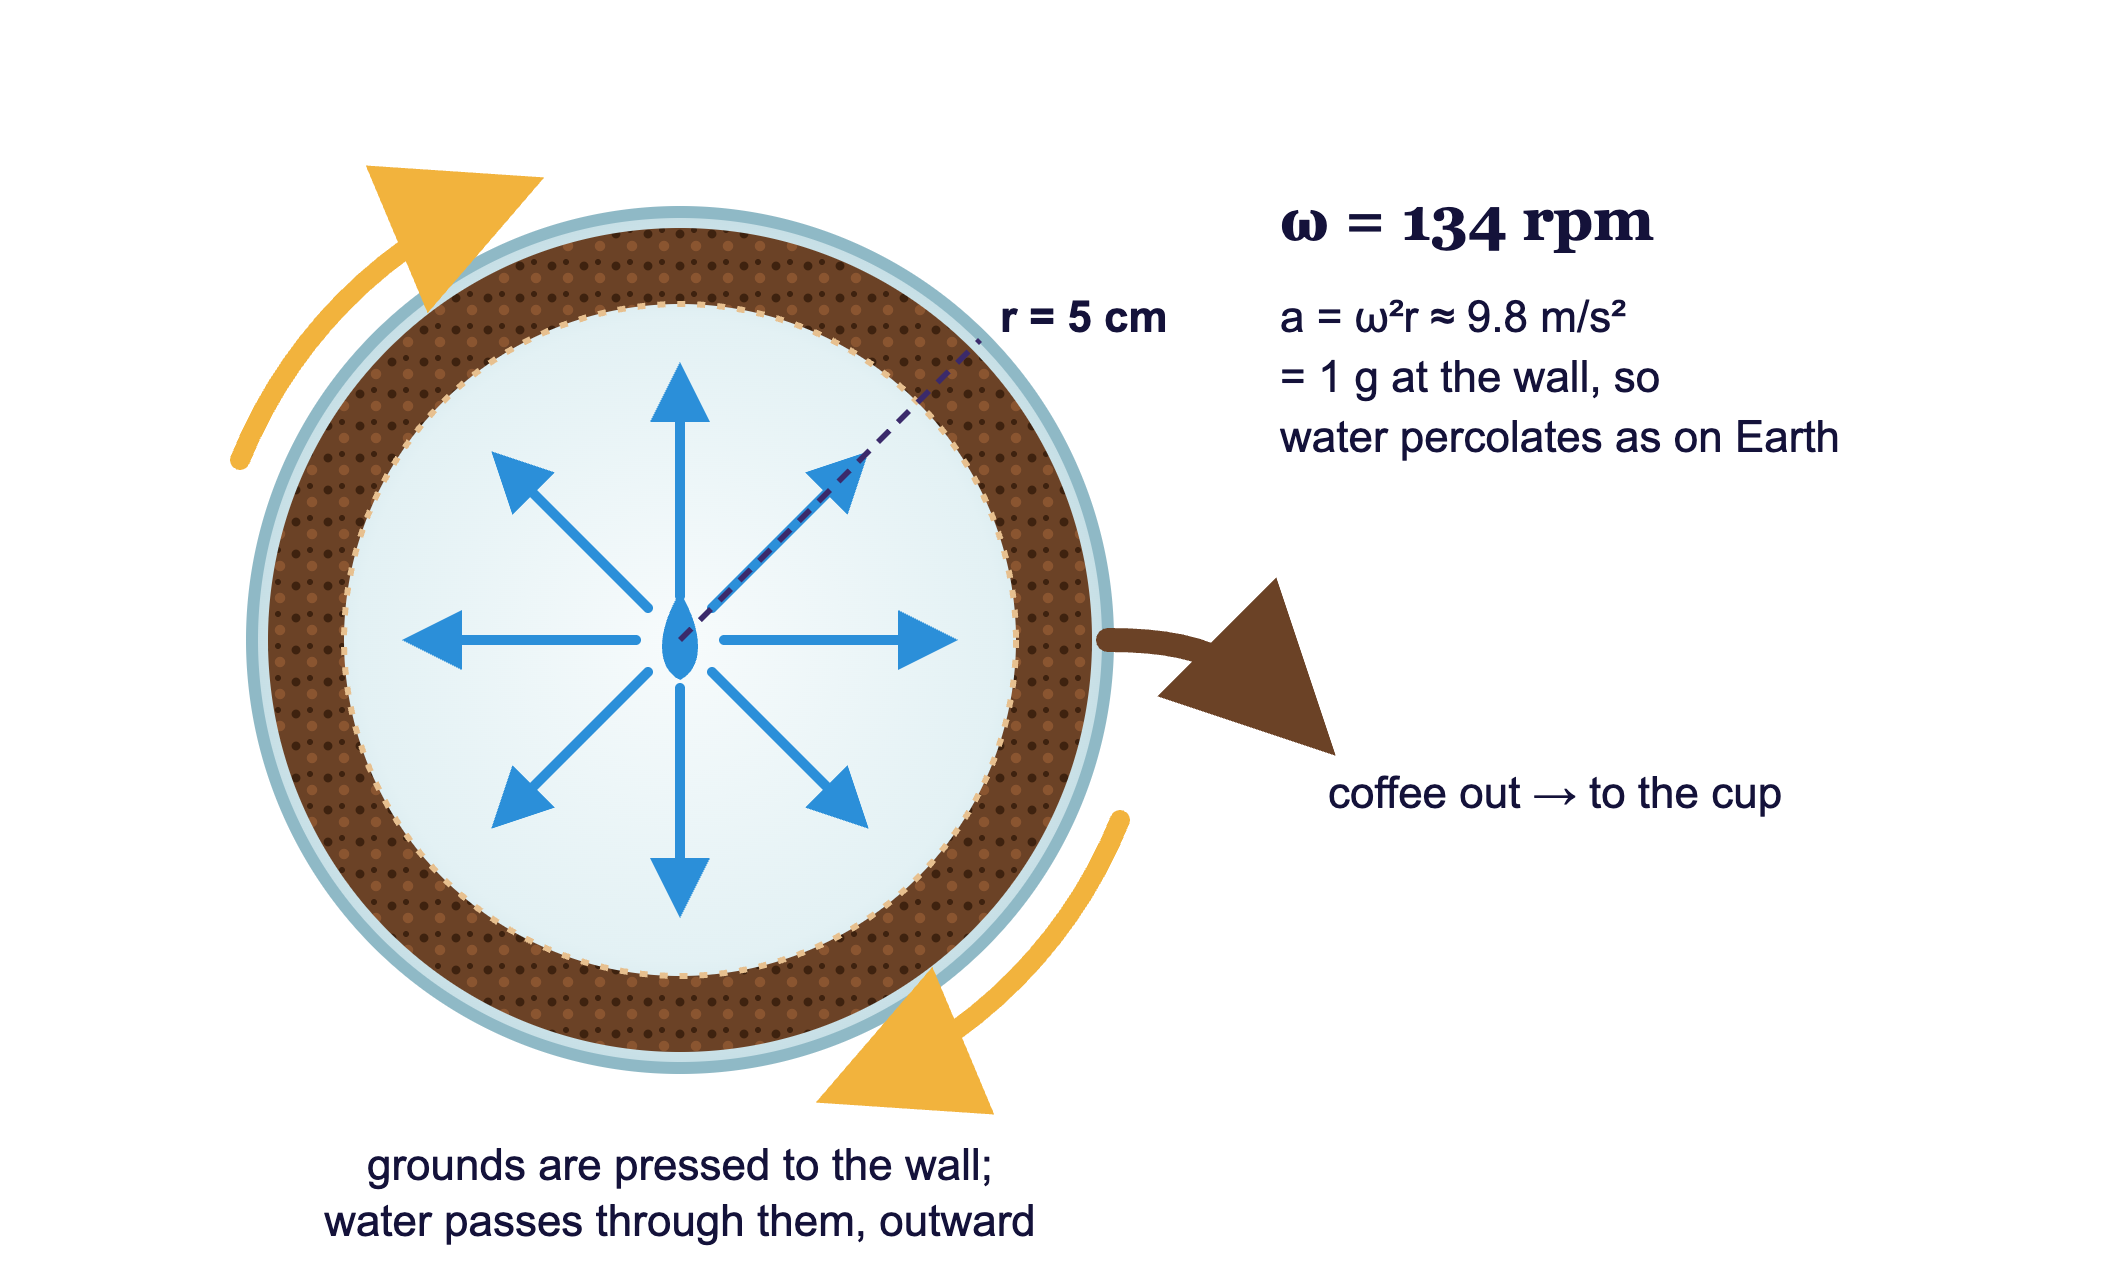 ω = 134 rpm
r = 5 cm
a = ω²r ≈ 9.8 m/s²
= 1 g at the wall, so
water percolates as on Earth
coffee out → to the cup
grounds are pressed to the wall;
water passes through them, outward